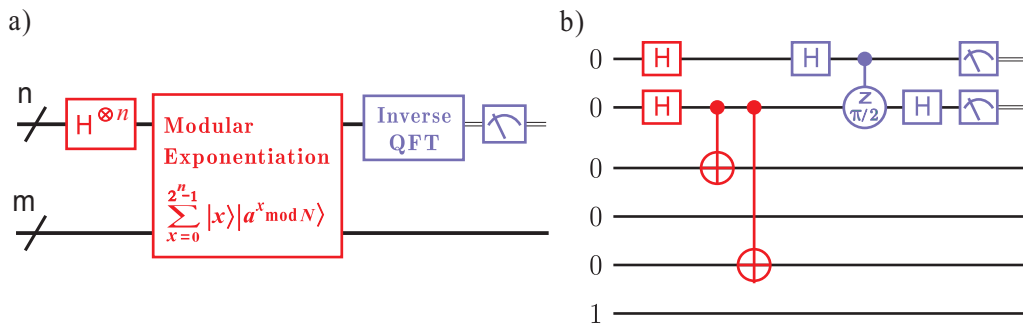 a)
n
H⊗n
Modular
Exponentiation
2^n-1
∑ |x⟩|a^x mod N⟩
x=0
Inverse
QFT
m
b)
0 H H
0 H Z H
π/2
0
0
0
1